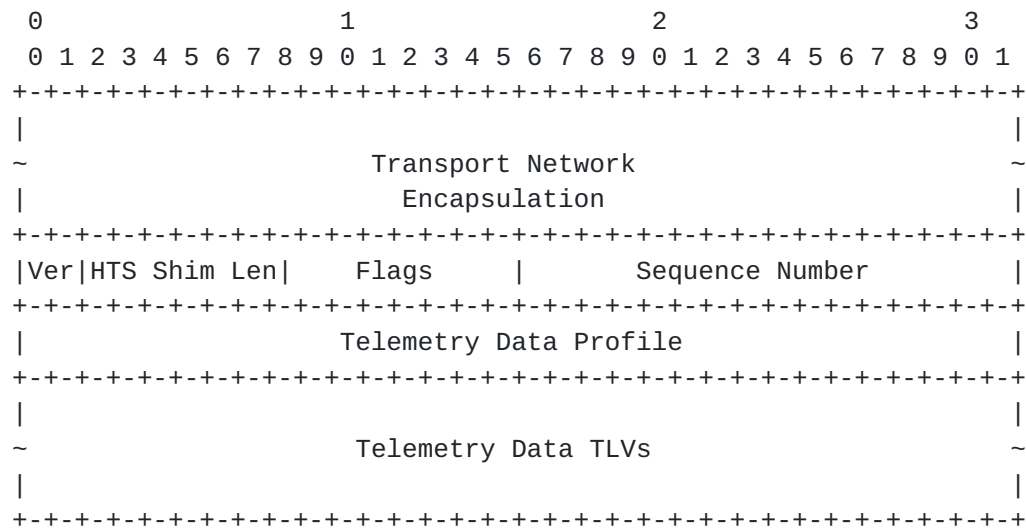 0                   1                   2                   3
 0 1 2 3 4 5 6 7 8 9 0 1 2 3 4 5 6 7 8 9 0 1 2 3 4 5 6 7 8 9 0 1
+-+-+-+-+-+-+-+-+-+-+-+-+-+-+-+-+-+-+-+-+-+-+-+-+-+-+-+-+-+-+-+-+
|                                                               |
~                      Transport Network                        ~
|                        Encapsulation                          |
+-+-+-+-+-+-+-+-+-+-+-+-+-+-+-+-+-+-+-+-+-+-+-+-+-+-+-+-+-+-+-+-+
|Ver|HTS Shim Len|    Flags     |       Sequence Number         |
+-+-+-+-+-+-+-+-+-+-+-+-+-+-+-+-+-+-+-+-+-+-+-+-+-+-+-+-+-+-+-+-+
|                    Telemetry Data Profile                     |
+-+-+-+-+-+-+-+-+-+-+-+-+-+-+-+-+-+-+-+-+-+-+-+-+-+-+-+-+-+-+-+-+
|                                                               |
~                     Telemetry Data TLVs                       ~
|                                                               |
+-+-+-+-+-+-+-+-+-+-+-+-+-+-+-+-+-+-+-+-+-+-+-+-+-+-+-+-+-+-+-+-+